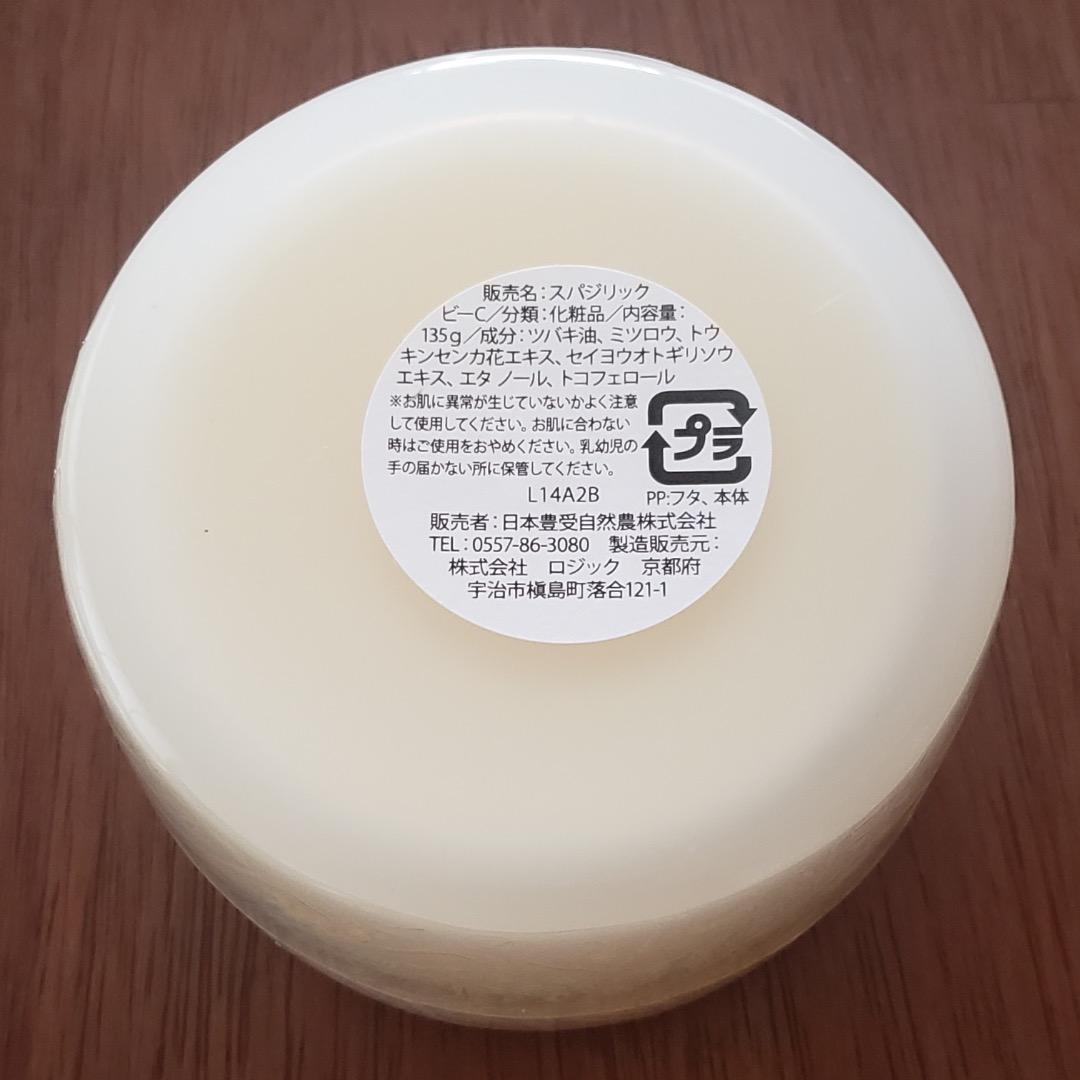 販売名：スパジリック
ビーC／分類：化粧品／内容量：
135g／成分：ツバキ油、ミツロウ、トウ
キンセンカ花エキス、セイヨウオトギリソウ
エキス、エタ ノール、トコフェロール
※お肌に異常が生じていないかよく注意
して使用してください。お肌に合わない
時はご使用をおやめください。乳幼児の
手の届かない所に保管してください。
プラ
L14A2B
PP:フタ、本体
販売者：日本豊受自然農株式会社
TEL：0557-86-3080　製造販売元：
株式会社　ロジック　京都府
宇治市槇島町落合121-1